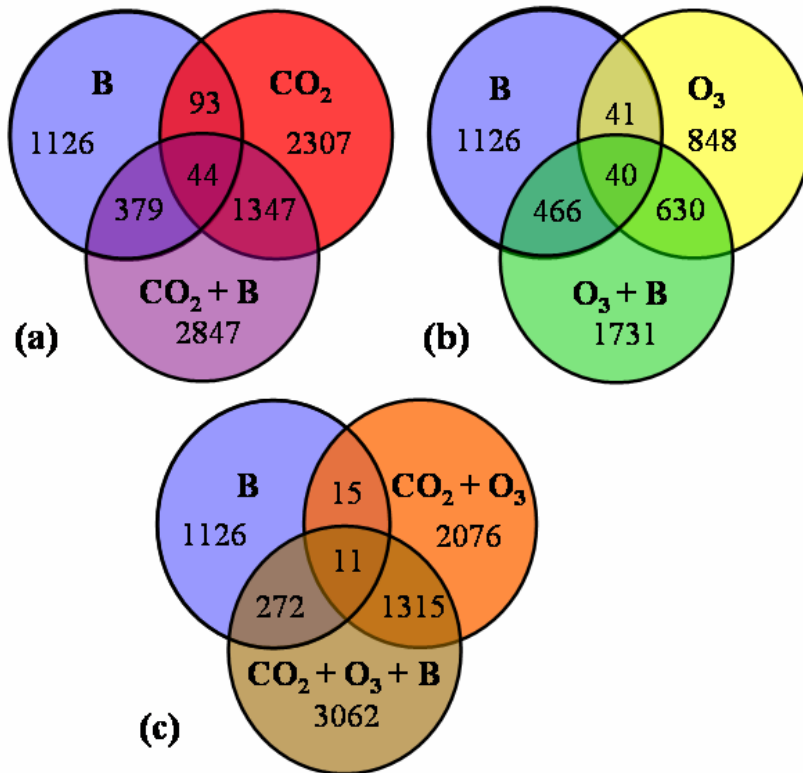 B
CO₂
93
1126
2307
44
379
1347
CO₂ + B
2847
(a)
B
O₃
41
1126
848
40
466
630
O₃ + B
1731
(b)
B
15
CO₂ + O₃
1126
2076
11
272
1315
CO₂ + O₃ + B
3062
(c)